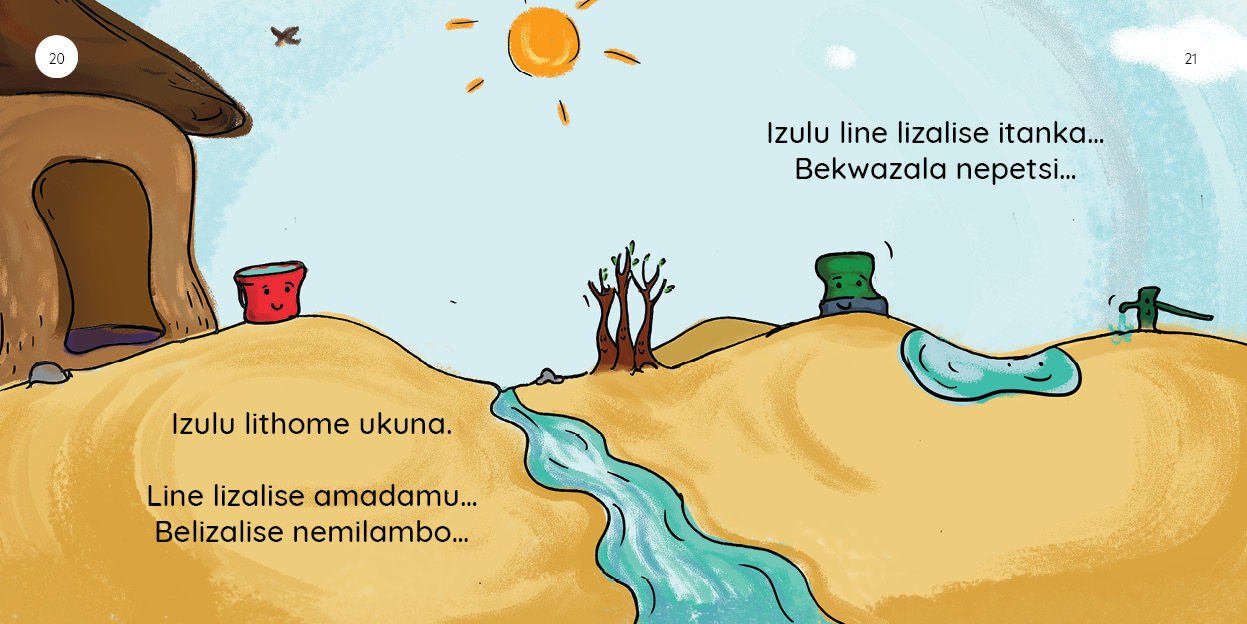 20
Izulu lithome ukuna.
Line lizalise amadamu...
Belizalise nemilambo...
21
Izulu line lizalise itanka...
Bekwazala nepetsi...